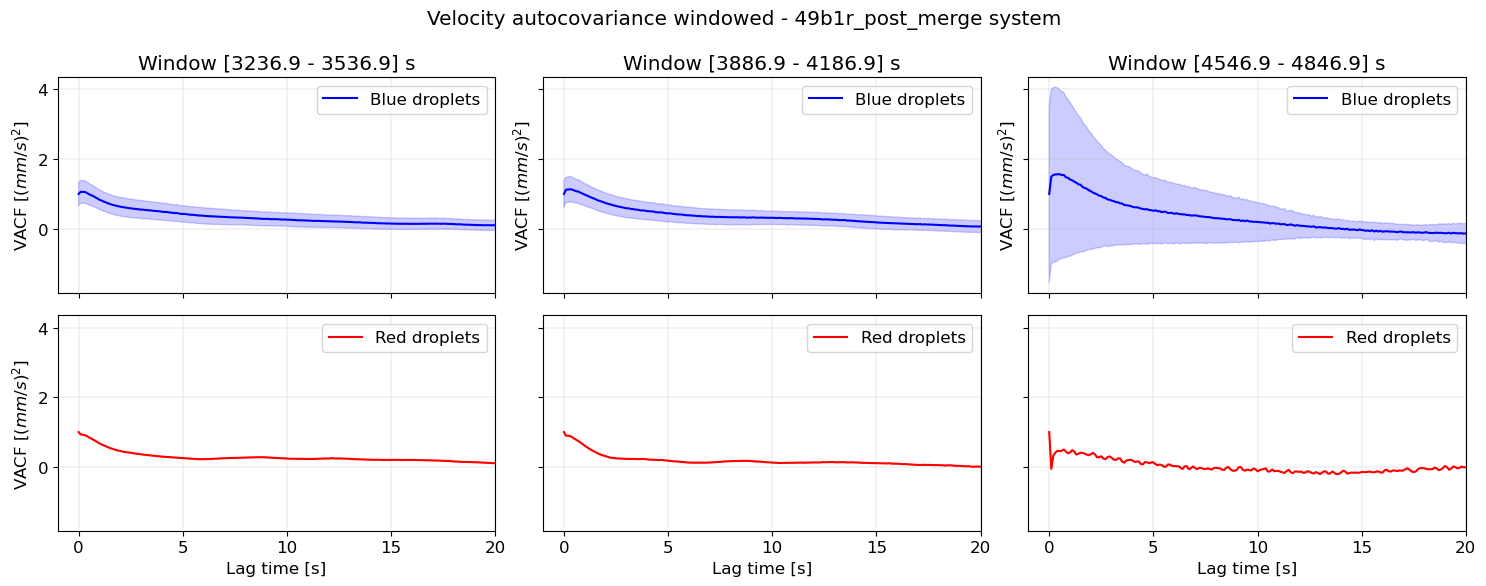 Velocity autocovariance windowed - 49b1r_post_merge system
Window [3236.9 - 3536.9] s
Window [3886.9 - 4186.9] s
Window [4546.9 - 4846.9] s
VACF [(mm/s)²]
4
2
0
Blue droplets
VACF [(mm/s)²]
Blue droplets
VACF [(mm/s)²]
Blue droplets
VACF [(mm/s)²]
4
2
0
Red droplets
Red droplets
Red droplets
0 5 10 15 20
0 5 10 15 20
0 5 10 15 20
Lag time [s]
Lag time [s]
Lag time [s]